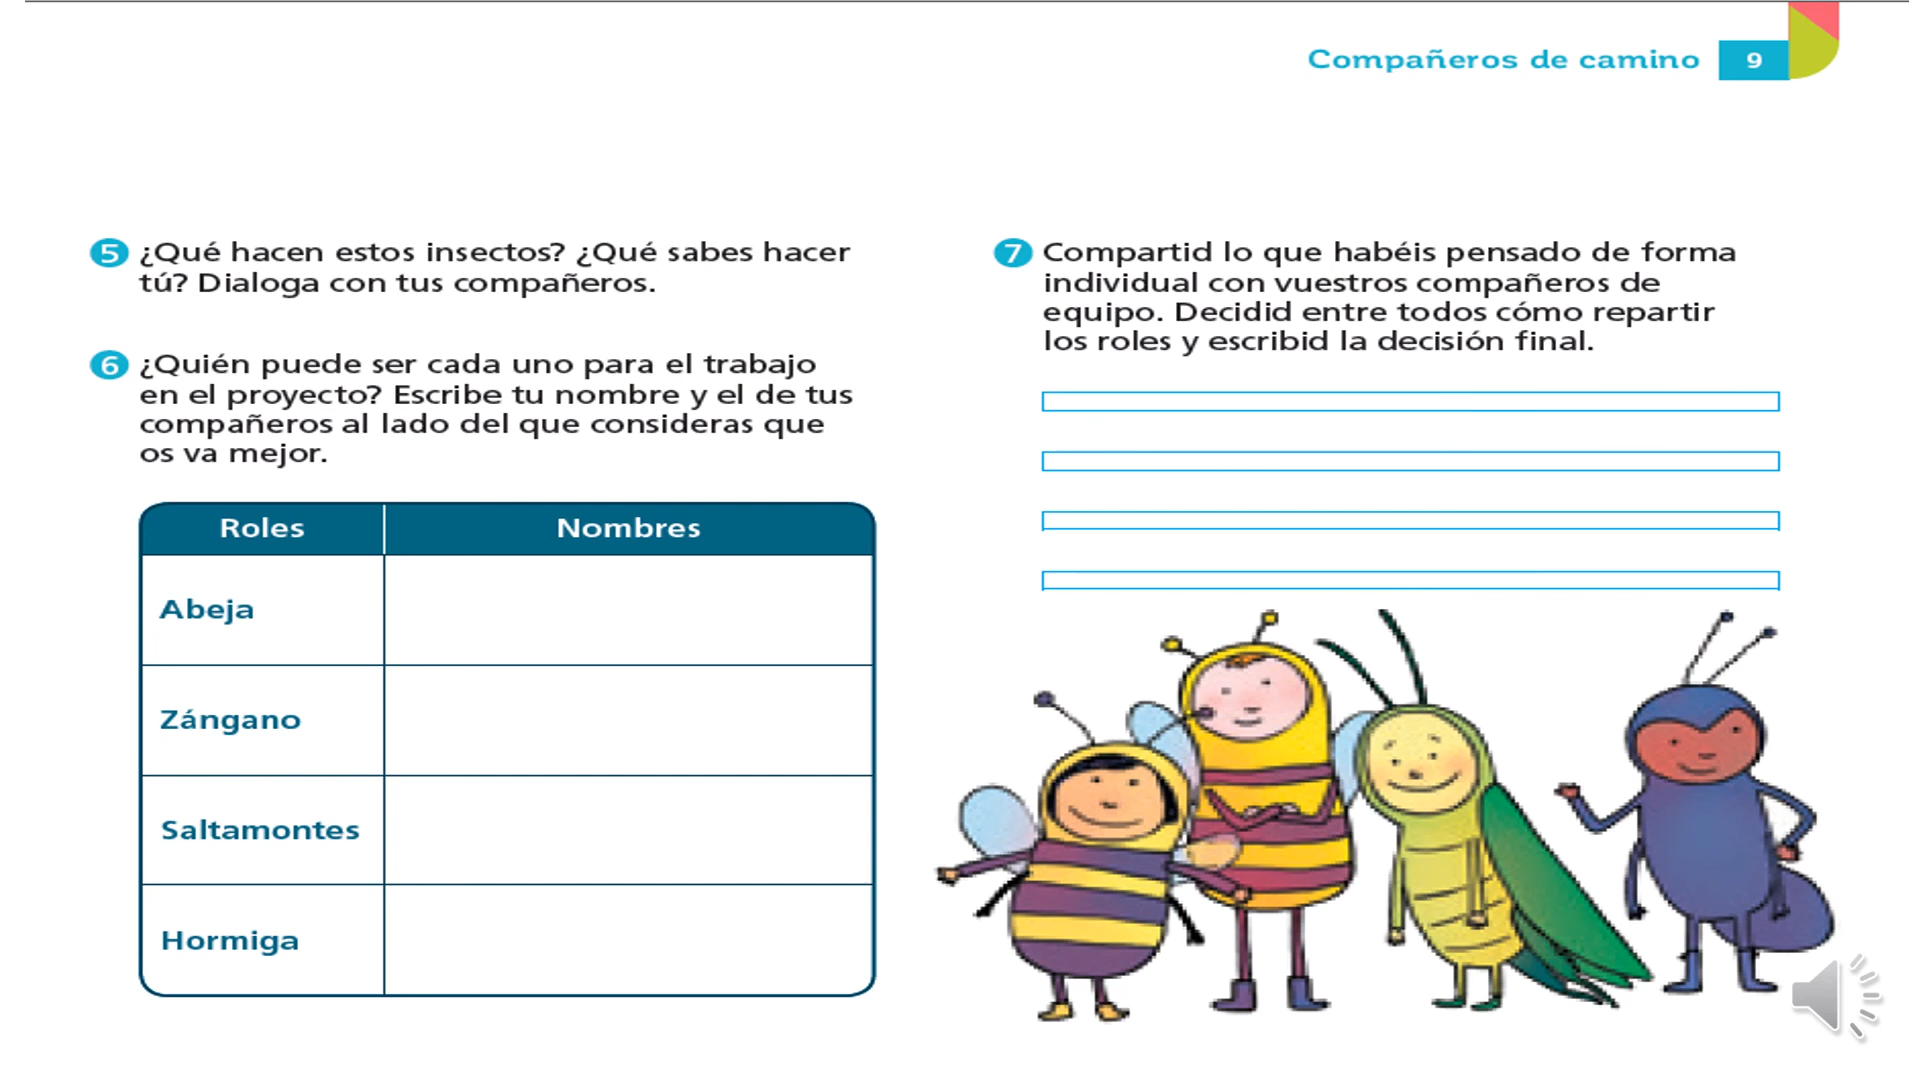 Compañeros de camino 9
5 ¿Qué hacen estos insectos? ¿Qué sabes hacer
tú? Dialoga con tus compañeros.
6 ¿Quién puede ser cada uno para el trabajo
en el proyecto? Escribe tu nombre y el de tus
compañeros al lado del que consideras que
os va mejor.
Roles Nombres
Abeja
Zángano
Saltamontes
Hormiga
7 Compartid lo que habéis pensado de forma
individual con vuestros compañeros de
equipo. Decidid entre todos cómo repartir
los roles y escribid la decisión final.